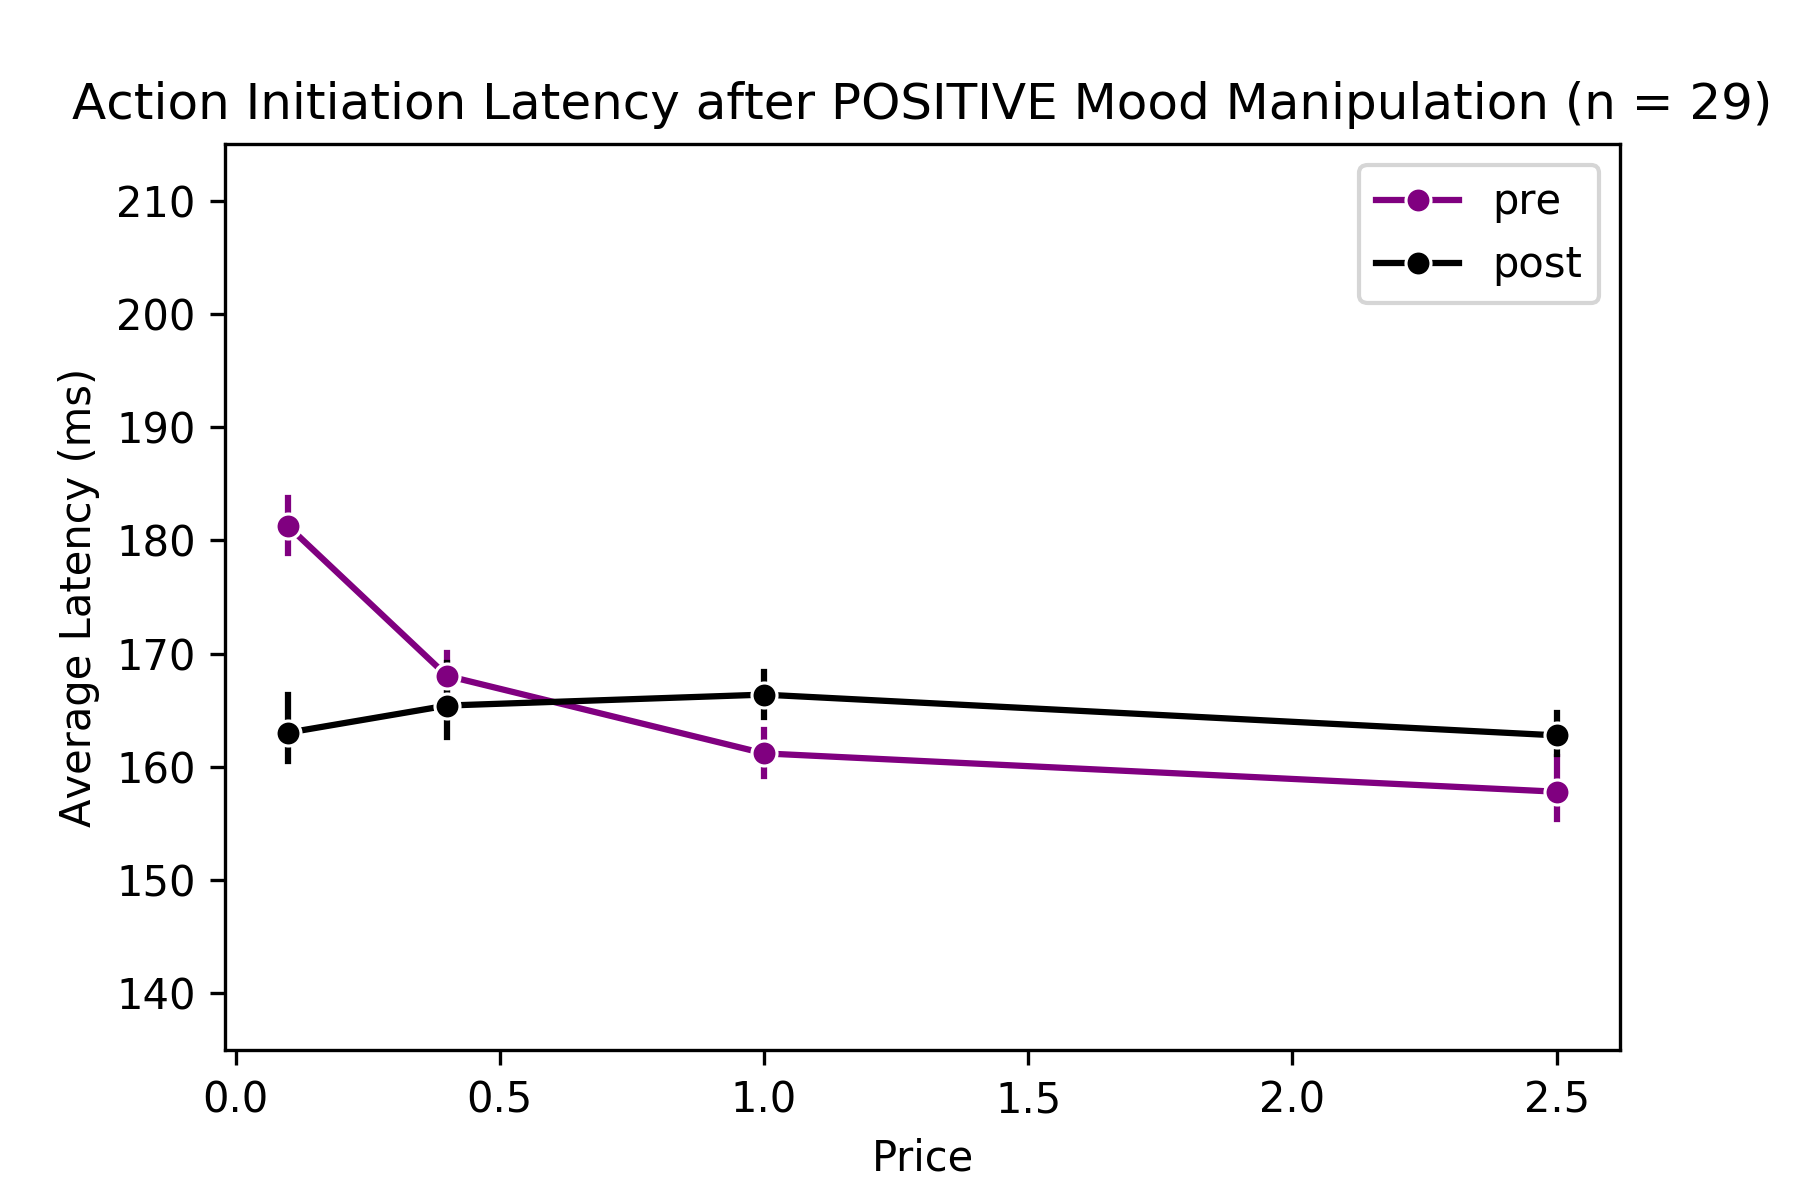 Action Initiation Latency after POSITIVE Mood Manipulation (n = 29)
pre
post
Average Latency (ms)
210
200
190
180
170
160
150
140
0.0 0.5 1.0 1.5 2.0 2.5
Price